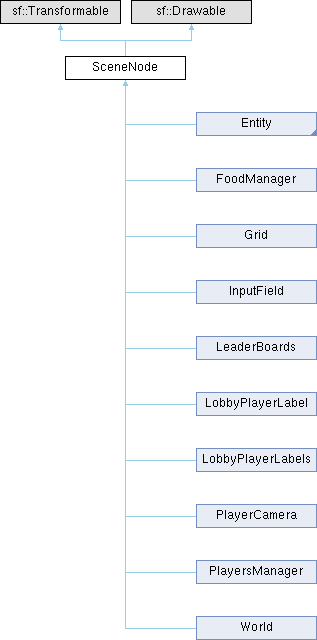 sf::Transformable
sf::Drawable
SceneNode
Entity
FoodManager
Grid
InputField
LeaderBoards
LobbyPlayerLabel
LobbyPlayerLabels
PlayerCamera
PlayersManager
World